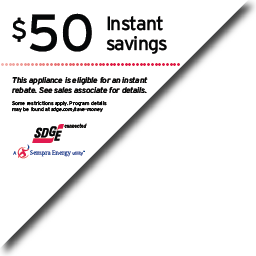 $50 Instant
savings
This appliance is eligible for an instant
rebate. See sales associate for details.
Some restrictions apply. Program details
may be found at sdge.com/save-money
SDGE connected
A Sempra Energy utility®